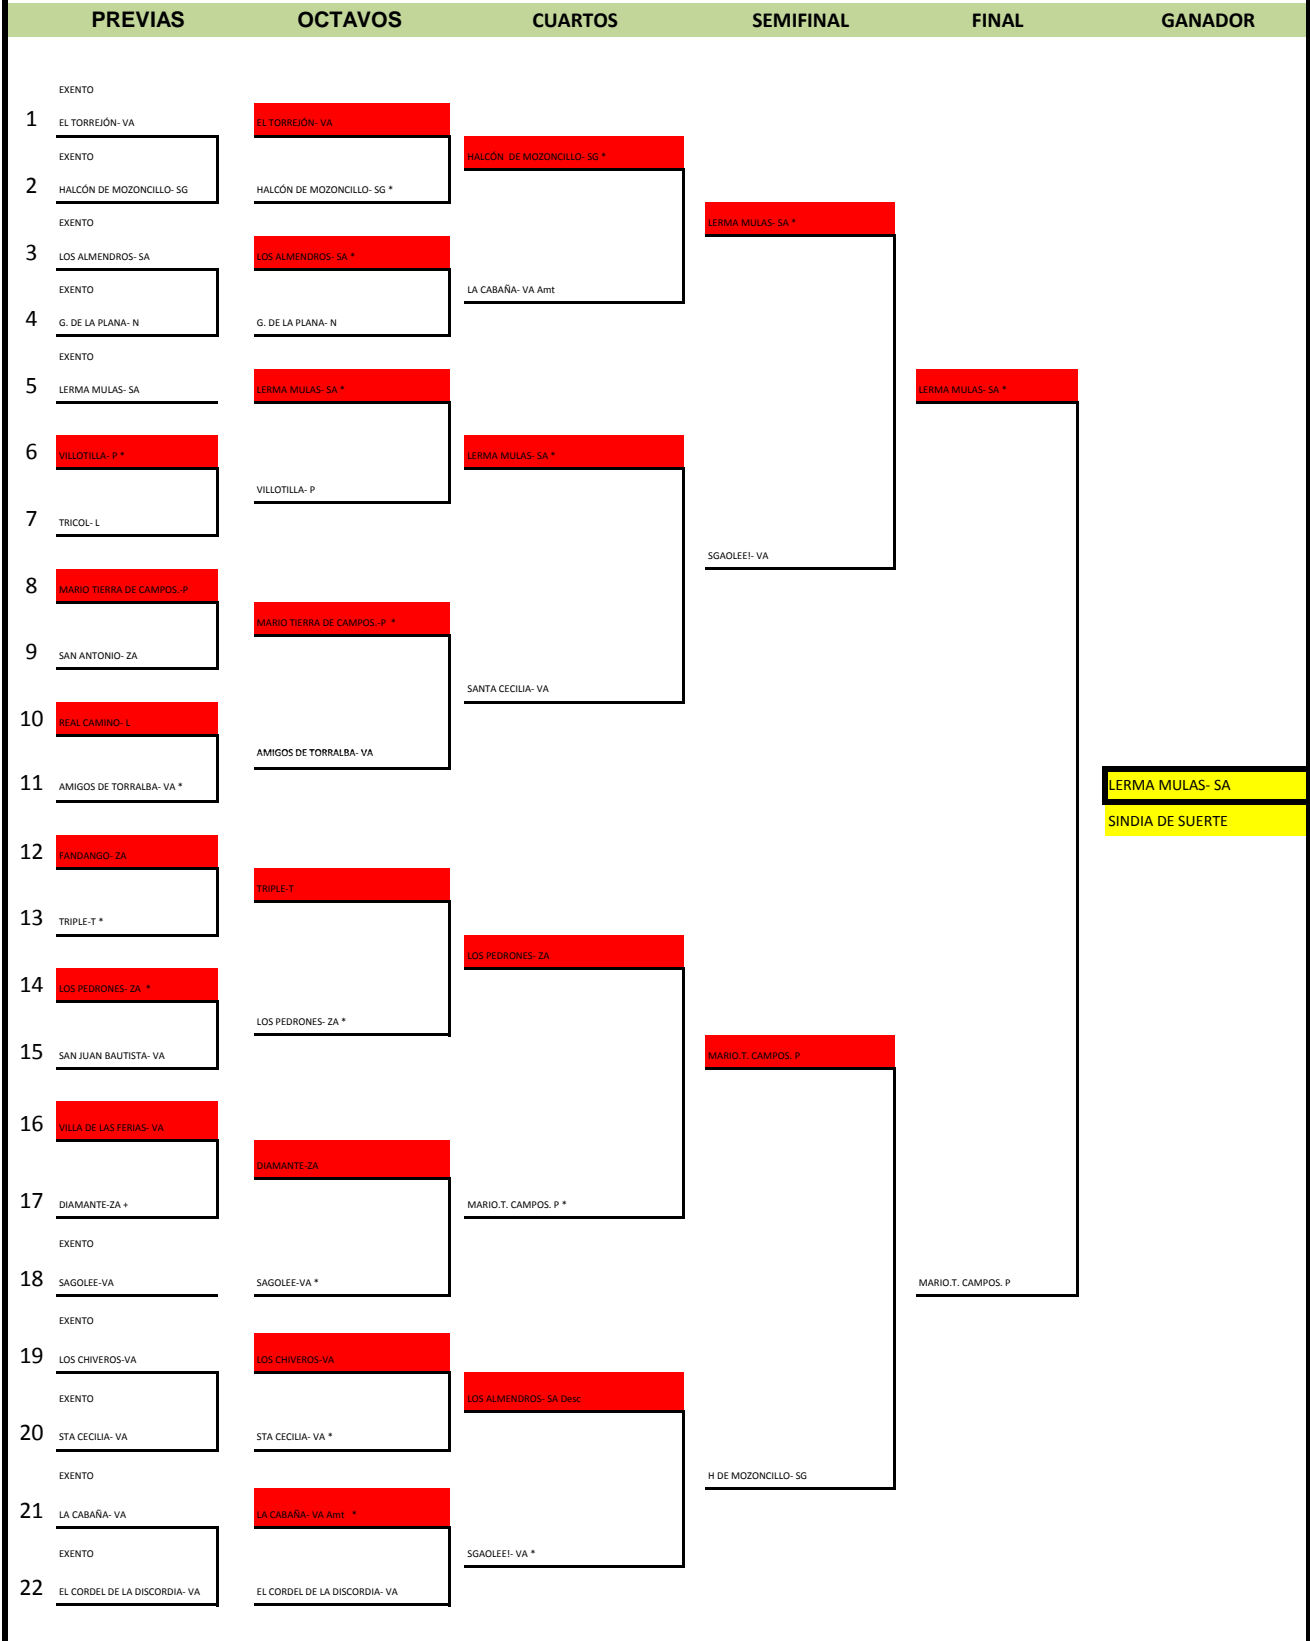 PREVIAS OCTAVOS CUARTOS SEMIFINAL FINAL GANADOR
EXENTO
1 EL TORREJÓN- VA EL TORREJÓN- VA
EXENTO HALCÓN DE MOZONCILLO- SG *
2 HALCÓN DE MOZONCILLO- SG HALCÓN DE MOZONCILLO- SG *
EXENTO LERMA MULAS- SA *
3 LOS ALMENDROS- SA LOS ALMENDROS- SA *
EXENTO LA CABAÑA- VA Amt
4 G. DE LA PLANA- N G. DE LA PLANA- N
EXENTO
5 LERMA MULAS- SA LERMA MULAS- SA * LERMA MULAS- SA *
6 VILLOTILLA- P * LERMA MULAS- SA *
VILLOTILLA- P
7 TRICOL- L
SGAOLEE!- VA
8 MARIO TIERRA DE CAMPOS.-P
MARIO TIERRA DE CAMPOS.-P *
9 SAN ANTONIO- ZA
SANTA CECILIA- VA
10 REAL CAMINO- L
AMIGOS DE TORRALBA- VA
11 AMIGOS DE TORRALBA- VA * LERMA MULAS- SA
SINDIA DE SUERTE
12 FANDANGO- ZA
TRIPLE-T
13 TRIPLE-T *
LOS PEDRONES- ZA
14 LOS PEDRONES- ZA *
LOS PEDRONES- ZA *
15 SAN JUAN BAUTISTA- VA MARIO.T. CAMPOS. P
16 VILLA DE LAS FERIAS- VA
DIAMANTE-ZA
17 DIAMANTE-ZA + MARIO.T. CAMPOS. P *
EXENTO
18 SAGOLEE-VA SAGOLEE-VA * MARIO.T. CAMPOS. P
EXENTO
19 LOS CHIVEROS-VA LOS CHIVEROS-VA
EXENTO LOS ALMENDROS- SA Desc
20 STA CECILIA- VA STA CECILIA- VA *
EXENTO H DE MOZONCILLO- SG
21 LA CABAÑA- VA LA CABAÑA- VA Amt *
EXENTO SGAOLEE!- VA *
22 EL CORDEL DE LA DISCORDIA- VA EL CORDEL DE LA DISCORDIA- VA